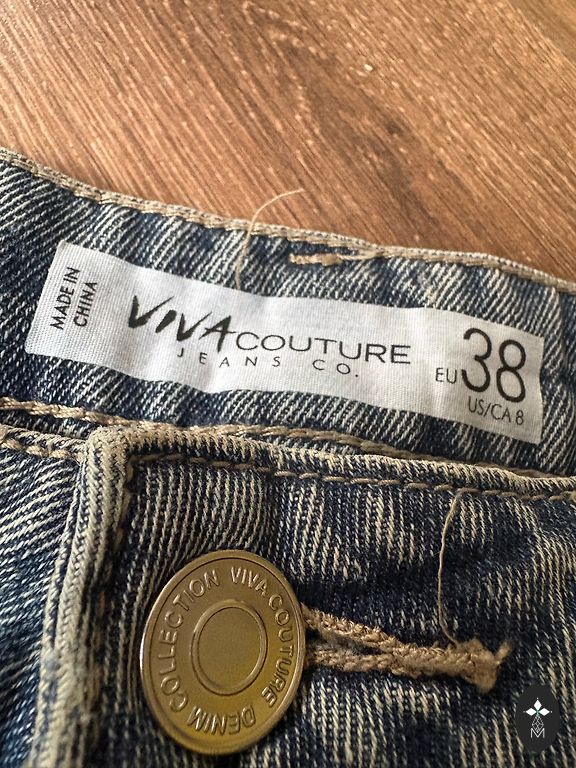 MADE IN
CHINA
VIVA COUTURE
JEANS CO.
EU 38
US/CA 8
VIVA COUTURE DENIM COLLECTION